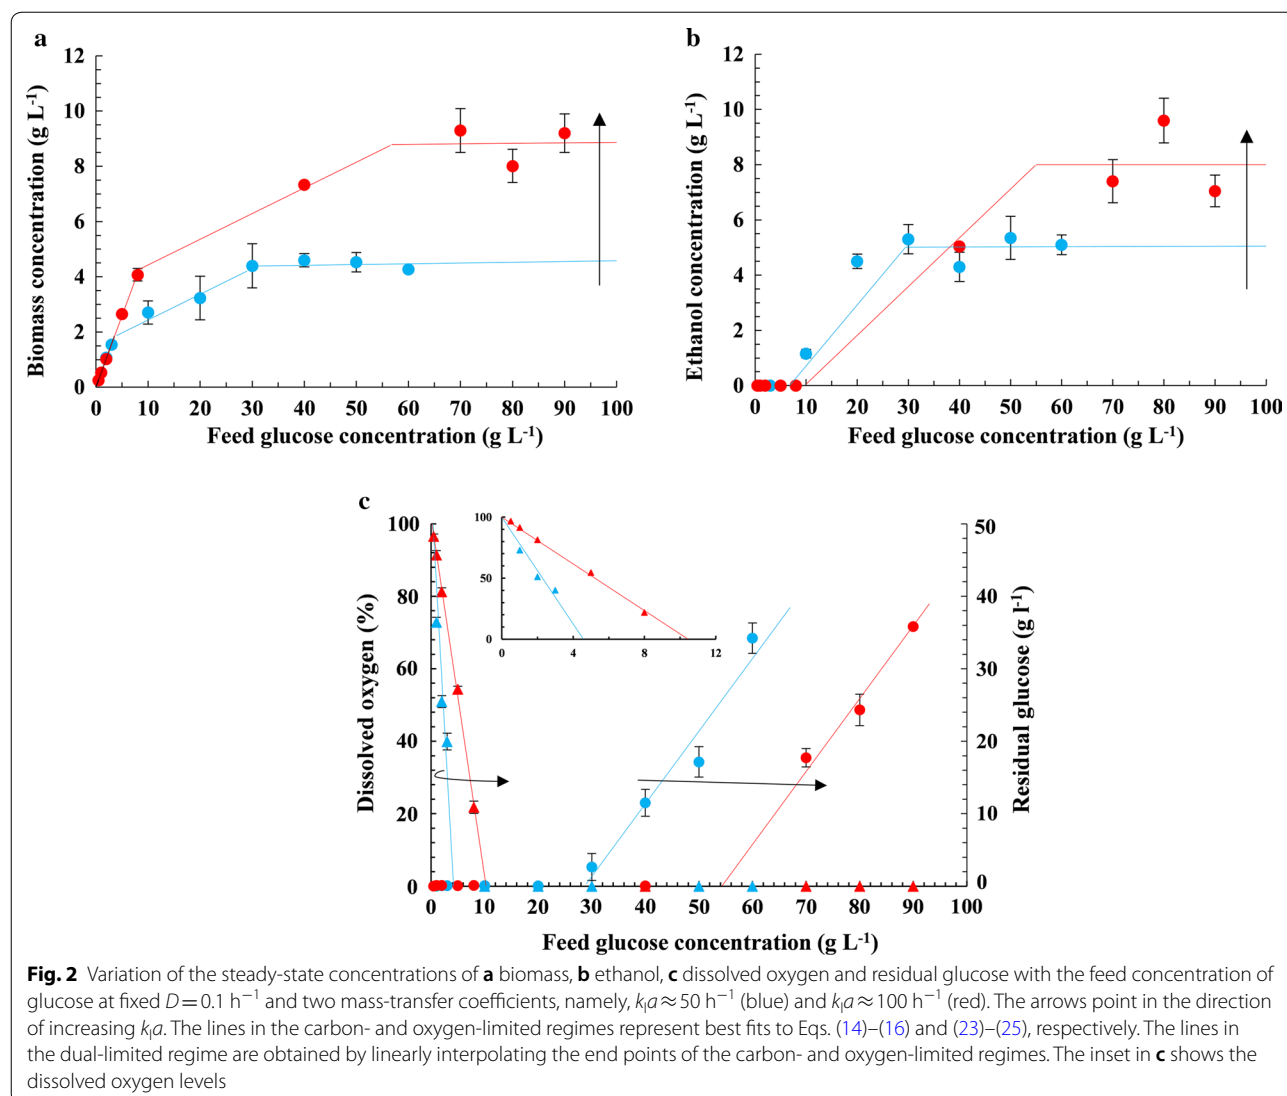 a
12
10
8
6
4
2
0
Biomass concentration (g L-1)
0 10 20 30 40 50 60 70 80 90 100
Feed glucose concentration (g L-1)
b
12
10
8
6
4
2
0
Ethanol concentration (g L-1)
0 10 20 30 40 50 60 70 80 90 100
Feed glucose concentration (g L-1)
c
100
80
60
40
20
0
Dissolved oxygen (%)
100
50
0
0 4 8 12
50
40
30
20
10
0
Residual glucose (g l-1)
0 10 20 30 40 50 60 70 80 90 100
Feed glucose concentration (g L-1)
Fig. 2 Variation of the steady-state concentrations of a biomass, b ethanol, c dissolved oxygen and residual glucose with the feed concentration of
glucose at fixed D = 0.1 h−1 and two mass-transfer coefficients, namely, kla ≈ 50 h−1 (blue) and kla ≈ 100 h−1 (red). The arrows point in the direction
of increasing kla. The lines in the carbon- and oxygen-limited regimes represent best fits to Eqs. (14)–(16) and (23)–(25), respectively. The lines in
the dual-limited regime are obtained by linearly interpolating the end points of the carbon- and oxygen-limited regimes. The inset in c shows the
dissolved oxygen levels